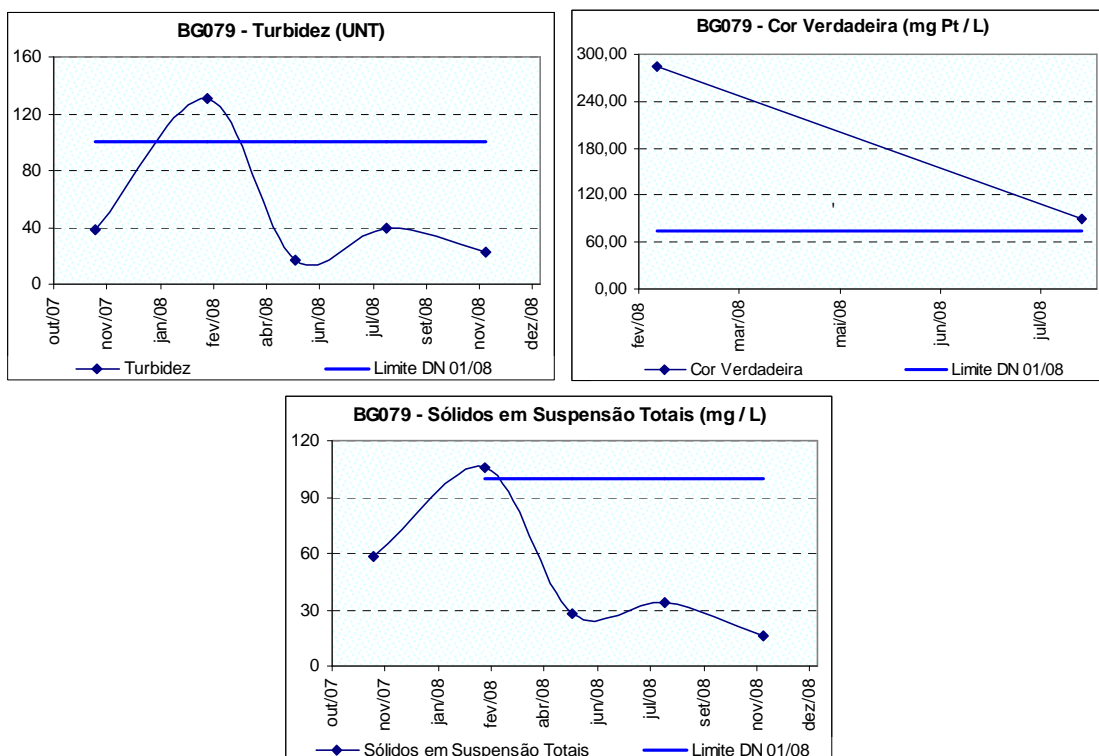 BG079 - Turbidez (UNT)
160
120
80
40
0
out/07
nov/07
jan/08
fev/08
abr/08
jun/08
jul/08
set/08
nov/08
dez/08
Turbidez
Limite DN 01/08
BG079 - Cor Verdadeira (mg Pt / L)
300,00
240,00
180,00
120,00
60,00
0,00
fev/08
mar/08
mai/08
jun/08
jul/08
Cor Verdadeira
Limite DN 01/08
BG079 - Sólidos em Suspensão Totais (mg / L)
120
90
60
30
0
out/07
nov/07
jan/08
fev/08
abr/08
jun/08
jul/08
set/08
nov/08
dez/08
Sólidos em Suspensão Totais
Limite DN 01/08